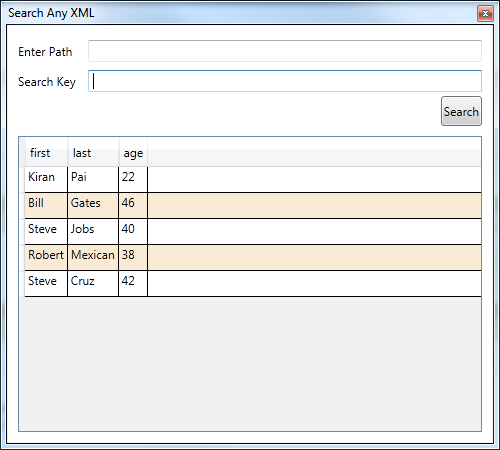 Search Any XML
Enter Path
Search Key
Search
first last age
Kiran Pai 22
Bill Gates 46
Steve Jobs 40
Robert Mexican 38
Steve Cruz 42